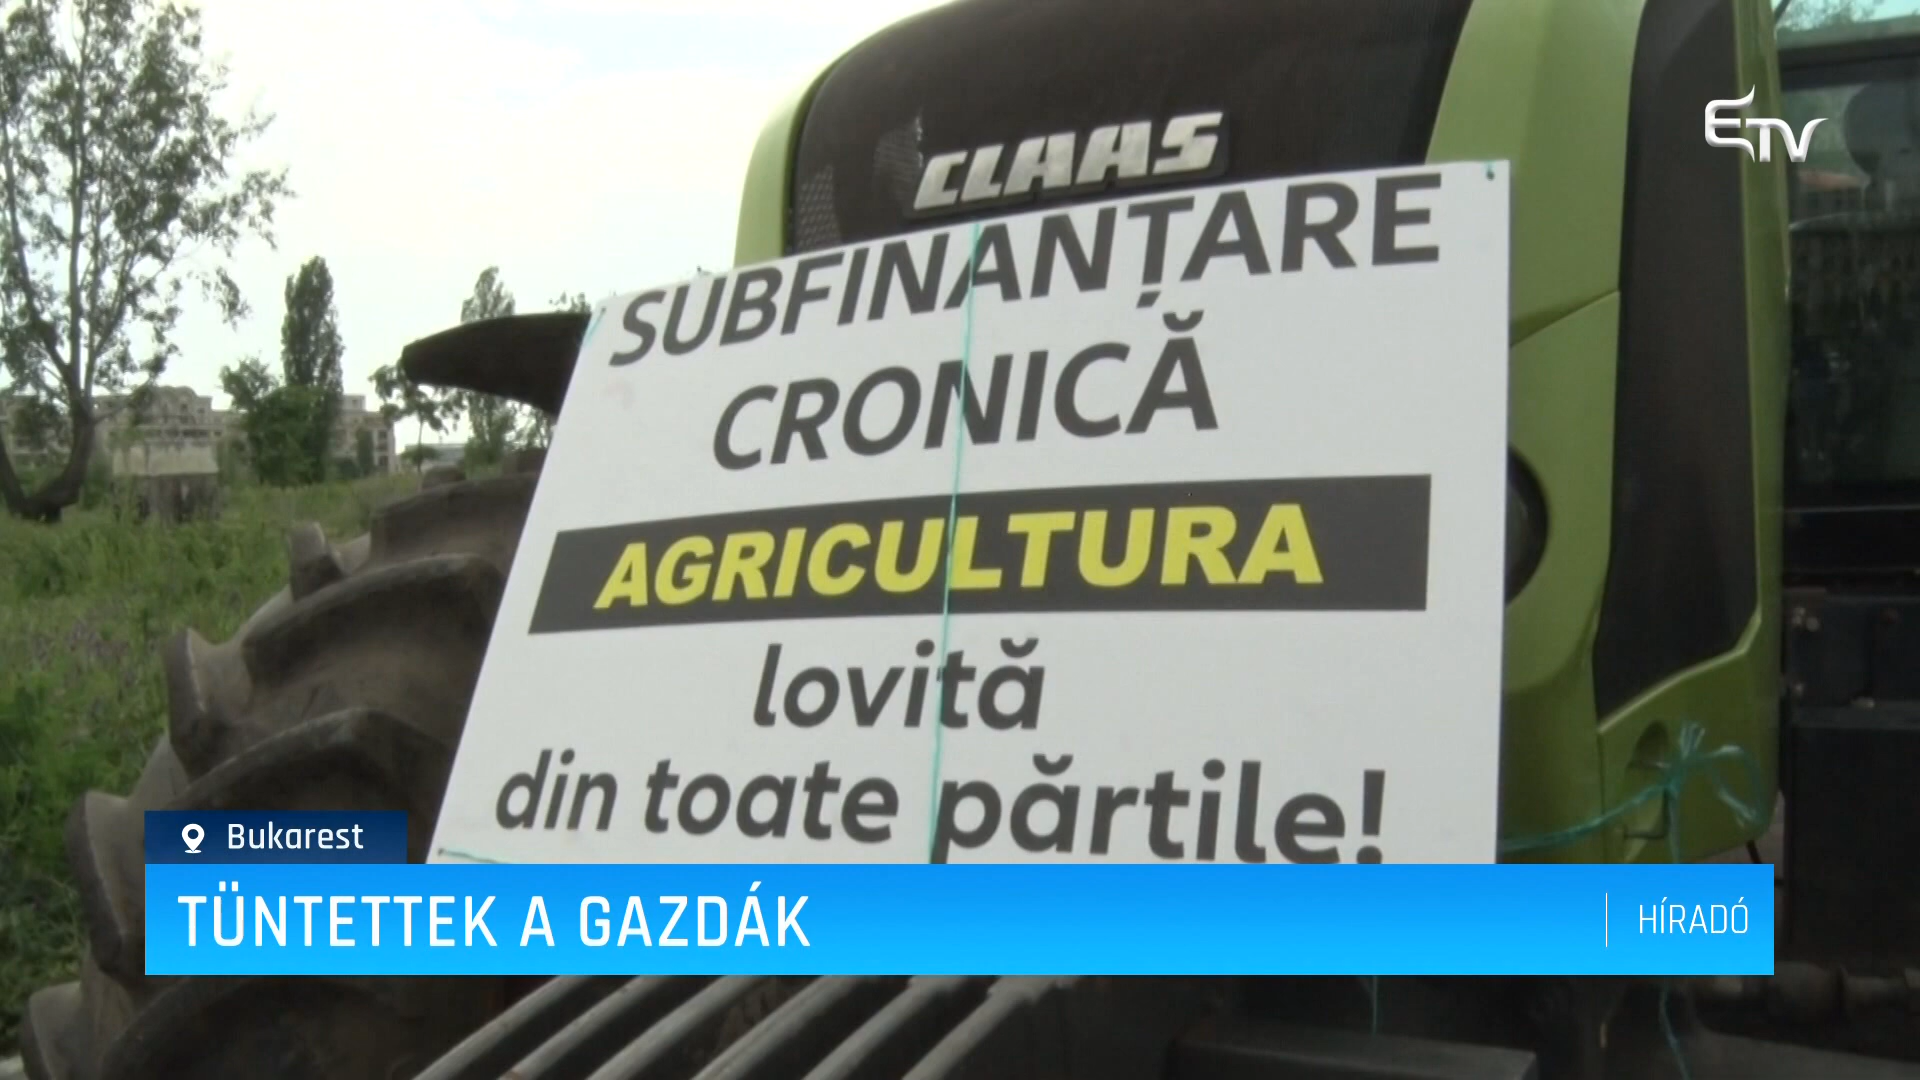 ETV
CLAAS
SUBFINANȚARE
CRONICĂ
AGRICULTURA
lovită
din toate părtile!
Bukarest
TÜNTETTEK A GAZDÁK
HÍRADÓ